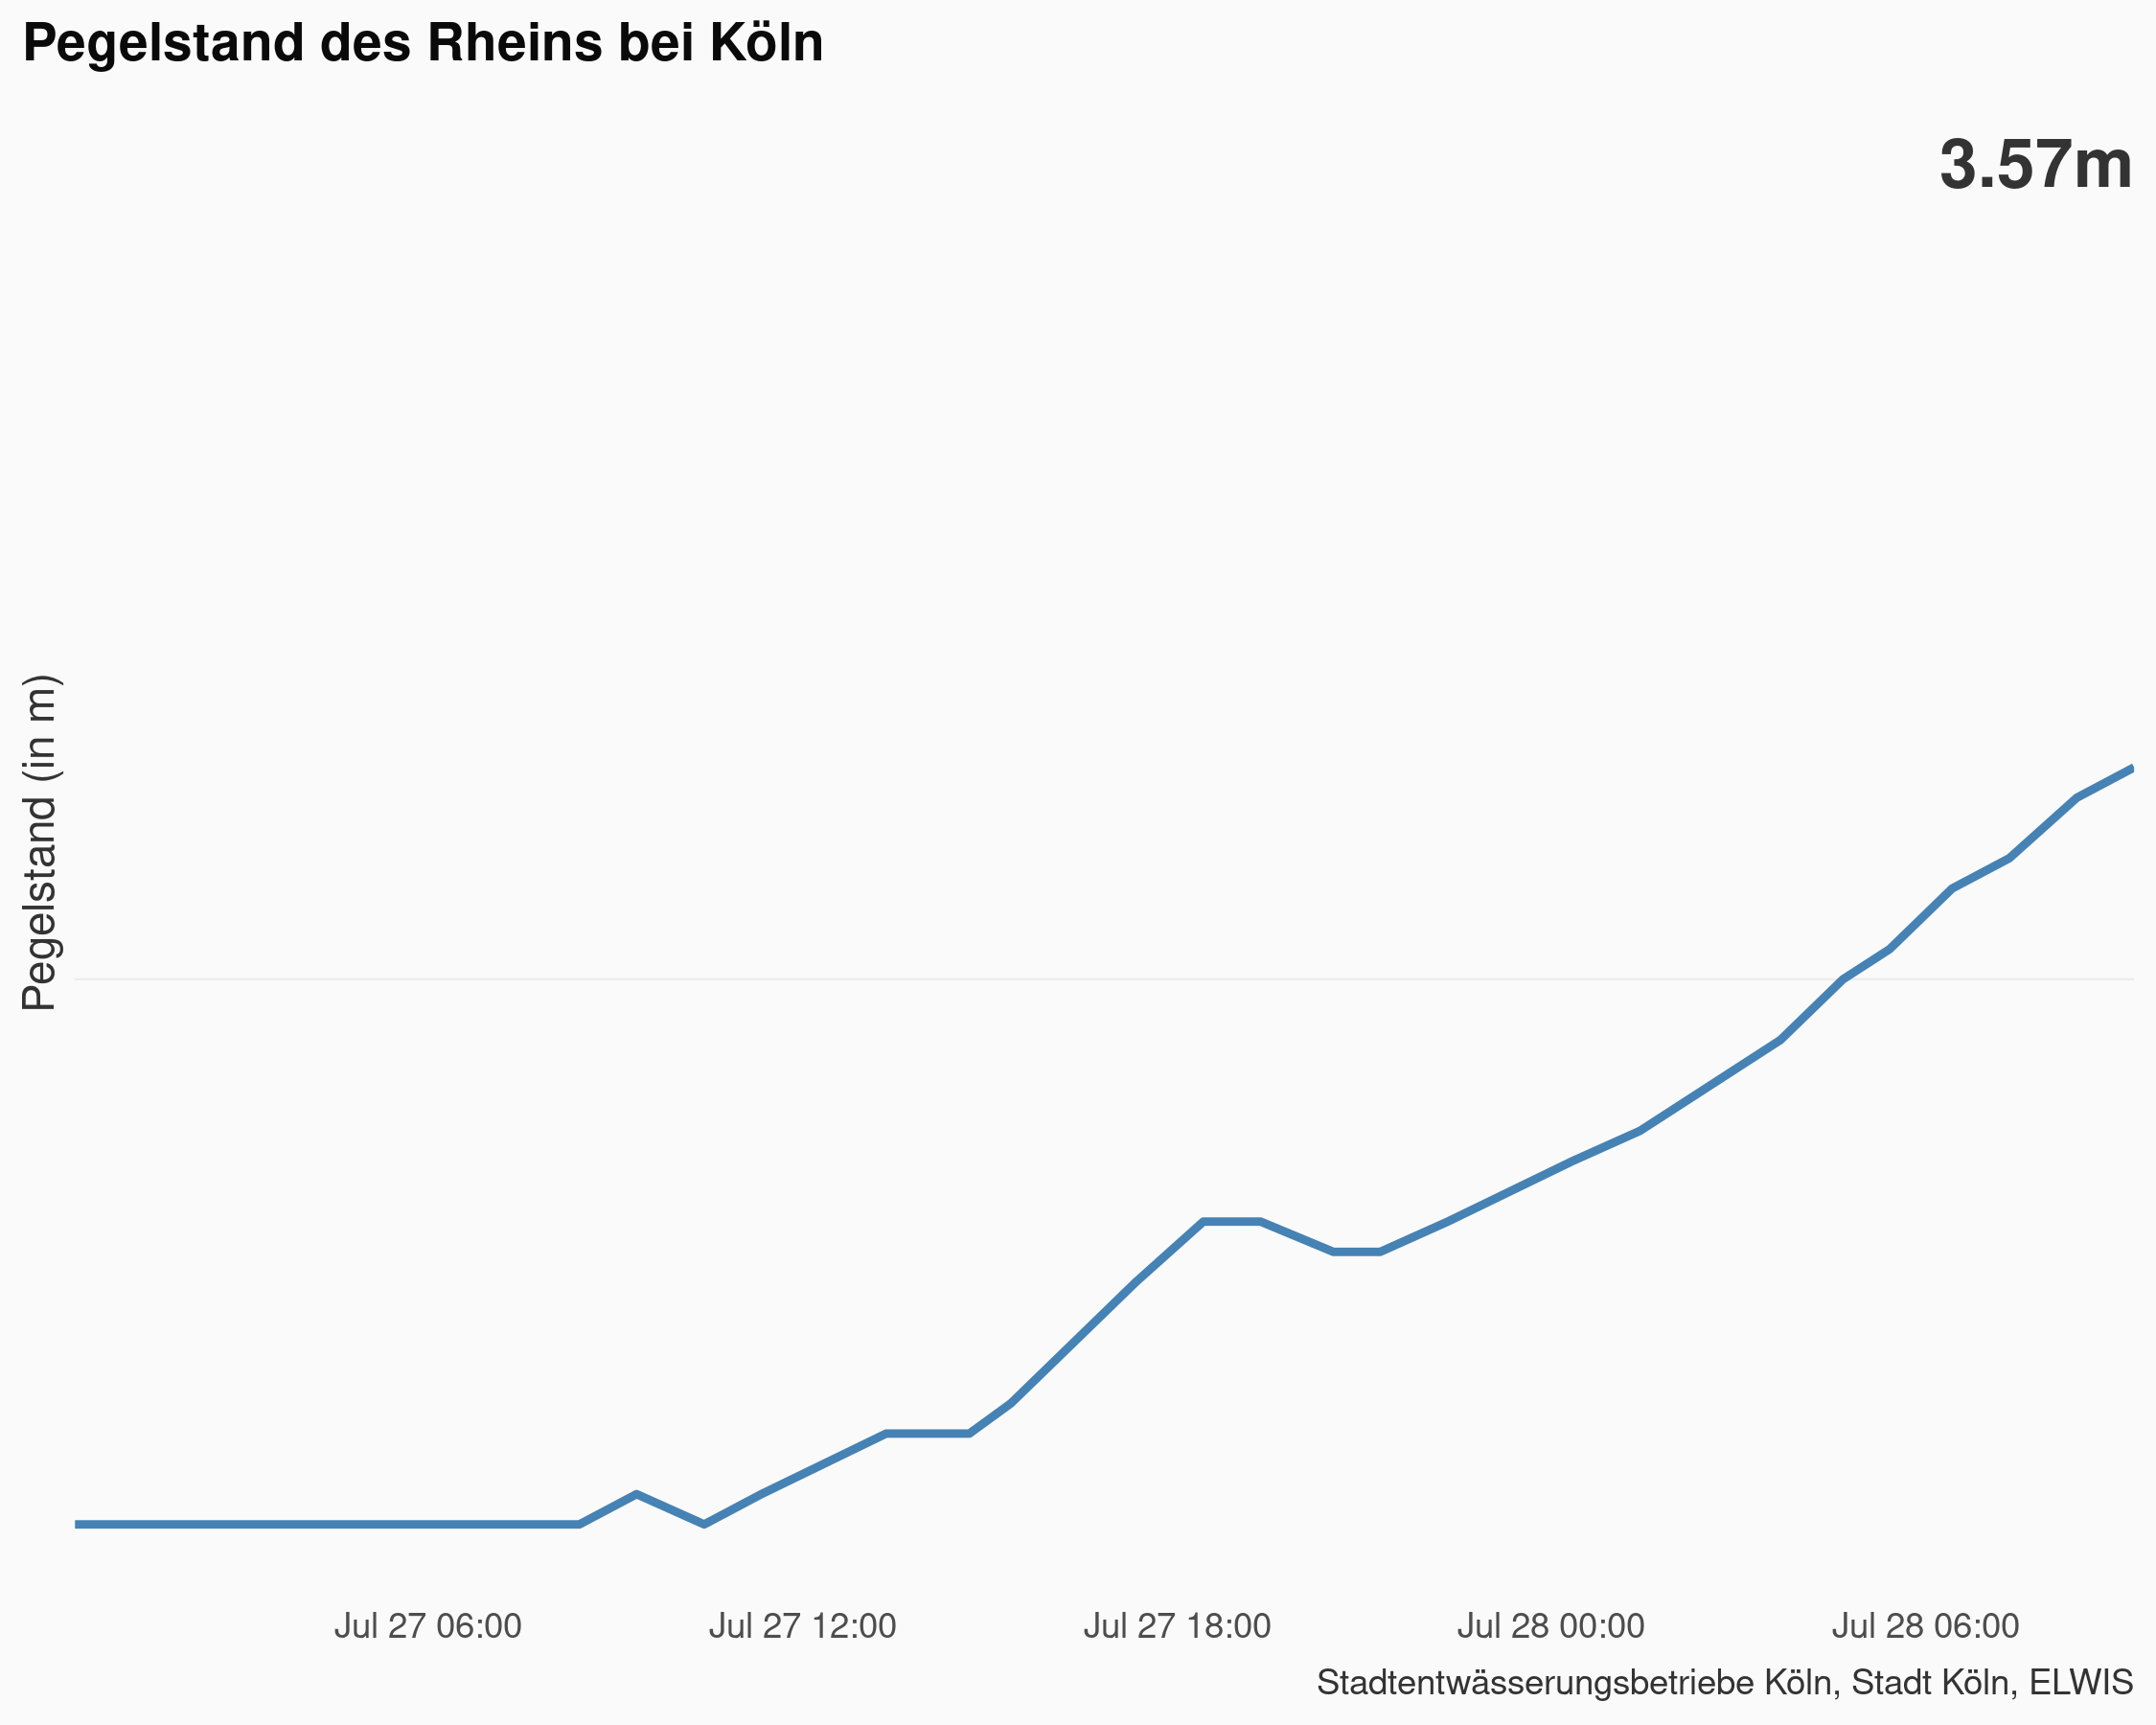 Pegelstand des Rheins bei Köln
3.57m
Pegelstand (in m)
Jul 27 06:00
Jul 27 12:00
Jul 27 18:00
Jul 28 00:00
Jul 28 06:00
Stadtentwässerungsbetriebe Köln, Stadt Köln, ELWIS